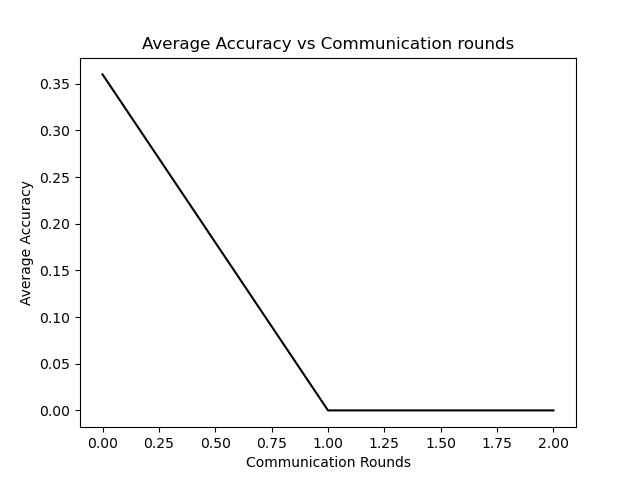 Average Accuracy vs Communication rounds
0.35
0.30
0.25
0.20
0.15
0.10
0.05
0.00
Average Accuracy
0.00 0.25 0.50 0.75 1.00 1.25 1.50 1.75 2.00
Communication Rounds